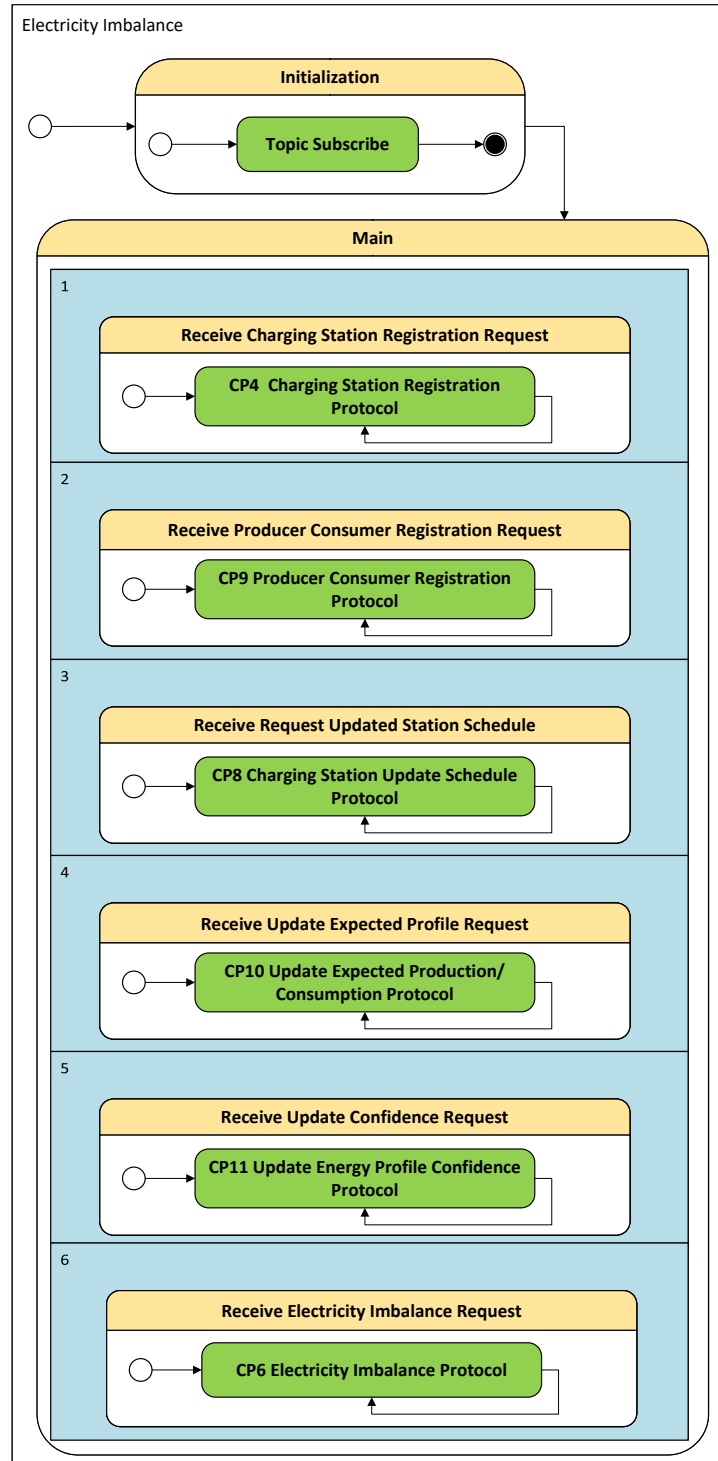 Electricity Imbalance
Initialization
Topic Subscribe
Main
1
Receive Charging Station Registration Request
CP4 Charging Station Registration
Protocol
2
Receive Producer Consumer Registration Request
CP9 Producer Consumer Registration
Protocol
3
Receive Request Updated Station Schedule
CP8 Charging Station Update Schedule
Protocol
4
Receive Update Expected Profile Request
CP10 Update Expected Production/
Consumption Protocol
5
Receive Update Confidence Request
CP11 Update Energy Profile Confidence
Protocol
6
Receive Electricity Imbalance Request
CP6 Electricity Imbalance Protocol